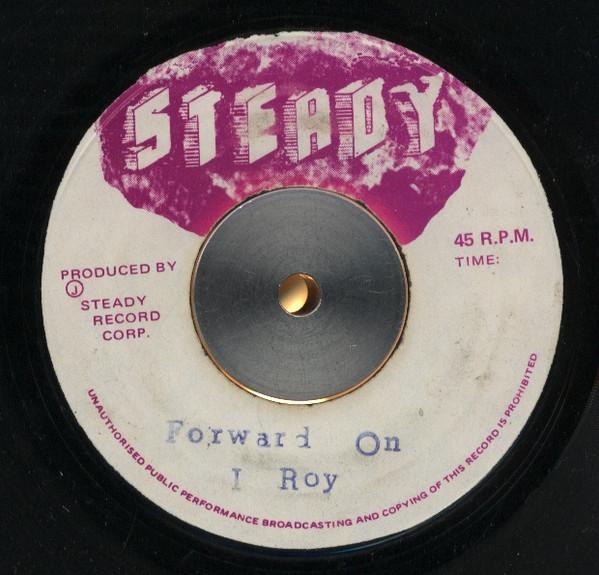 STEADY
PRODUCED BY
J
STEADY
RECORD
CORP.
45 R.P.M.
TIME:
Forward On
I Roy
UNAUTHORISED PUBLIC PERFORMANCE BROADCASTING AND COPYING OF THIS RECORD IS PROHIBITED